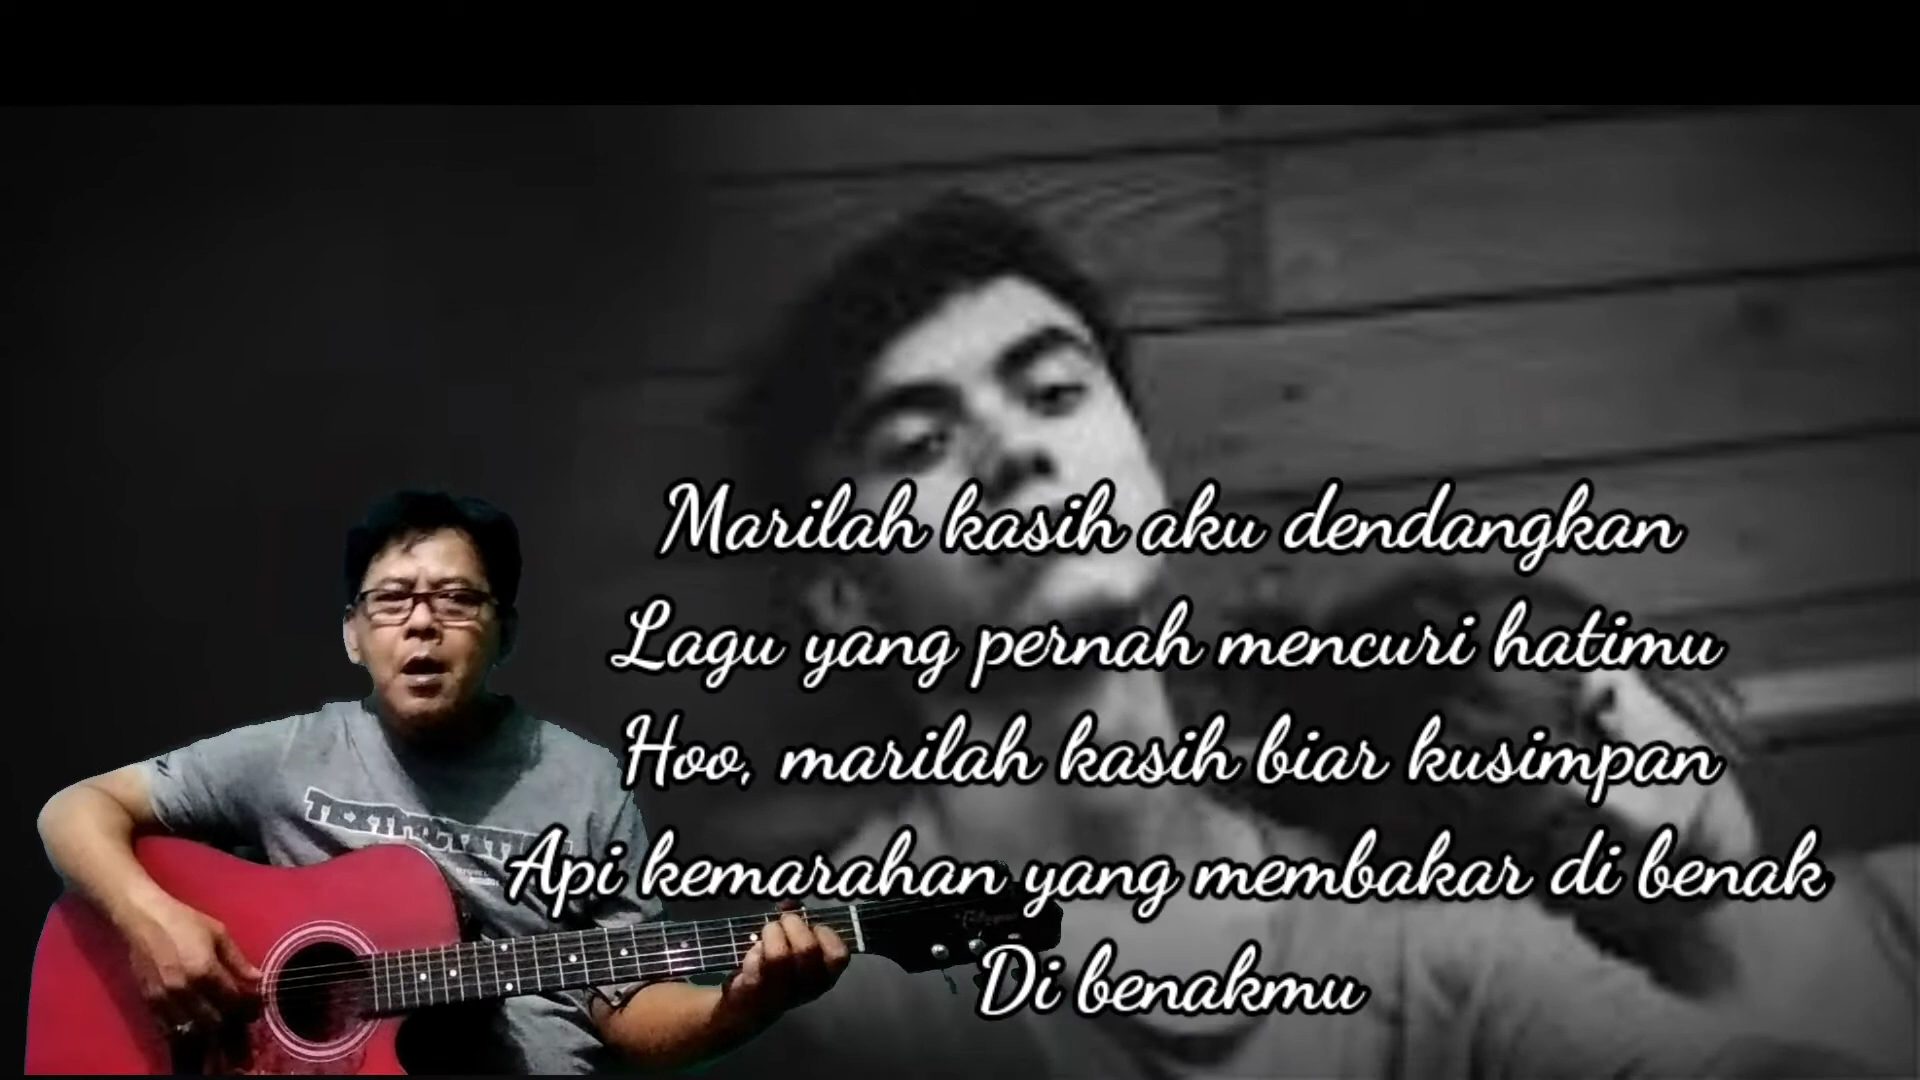 Marilah kasih aku dendangkan
Lagu yang pernah mencuri hatimu
Hoo, marilah kasih biar kusimpan
Api kemarahan yang membakar di benak
Di benakmu